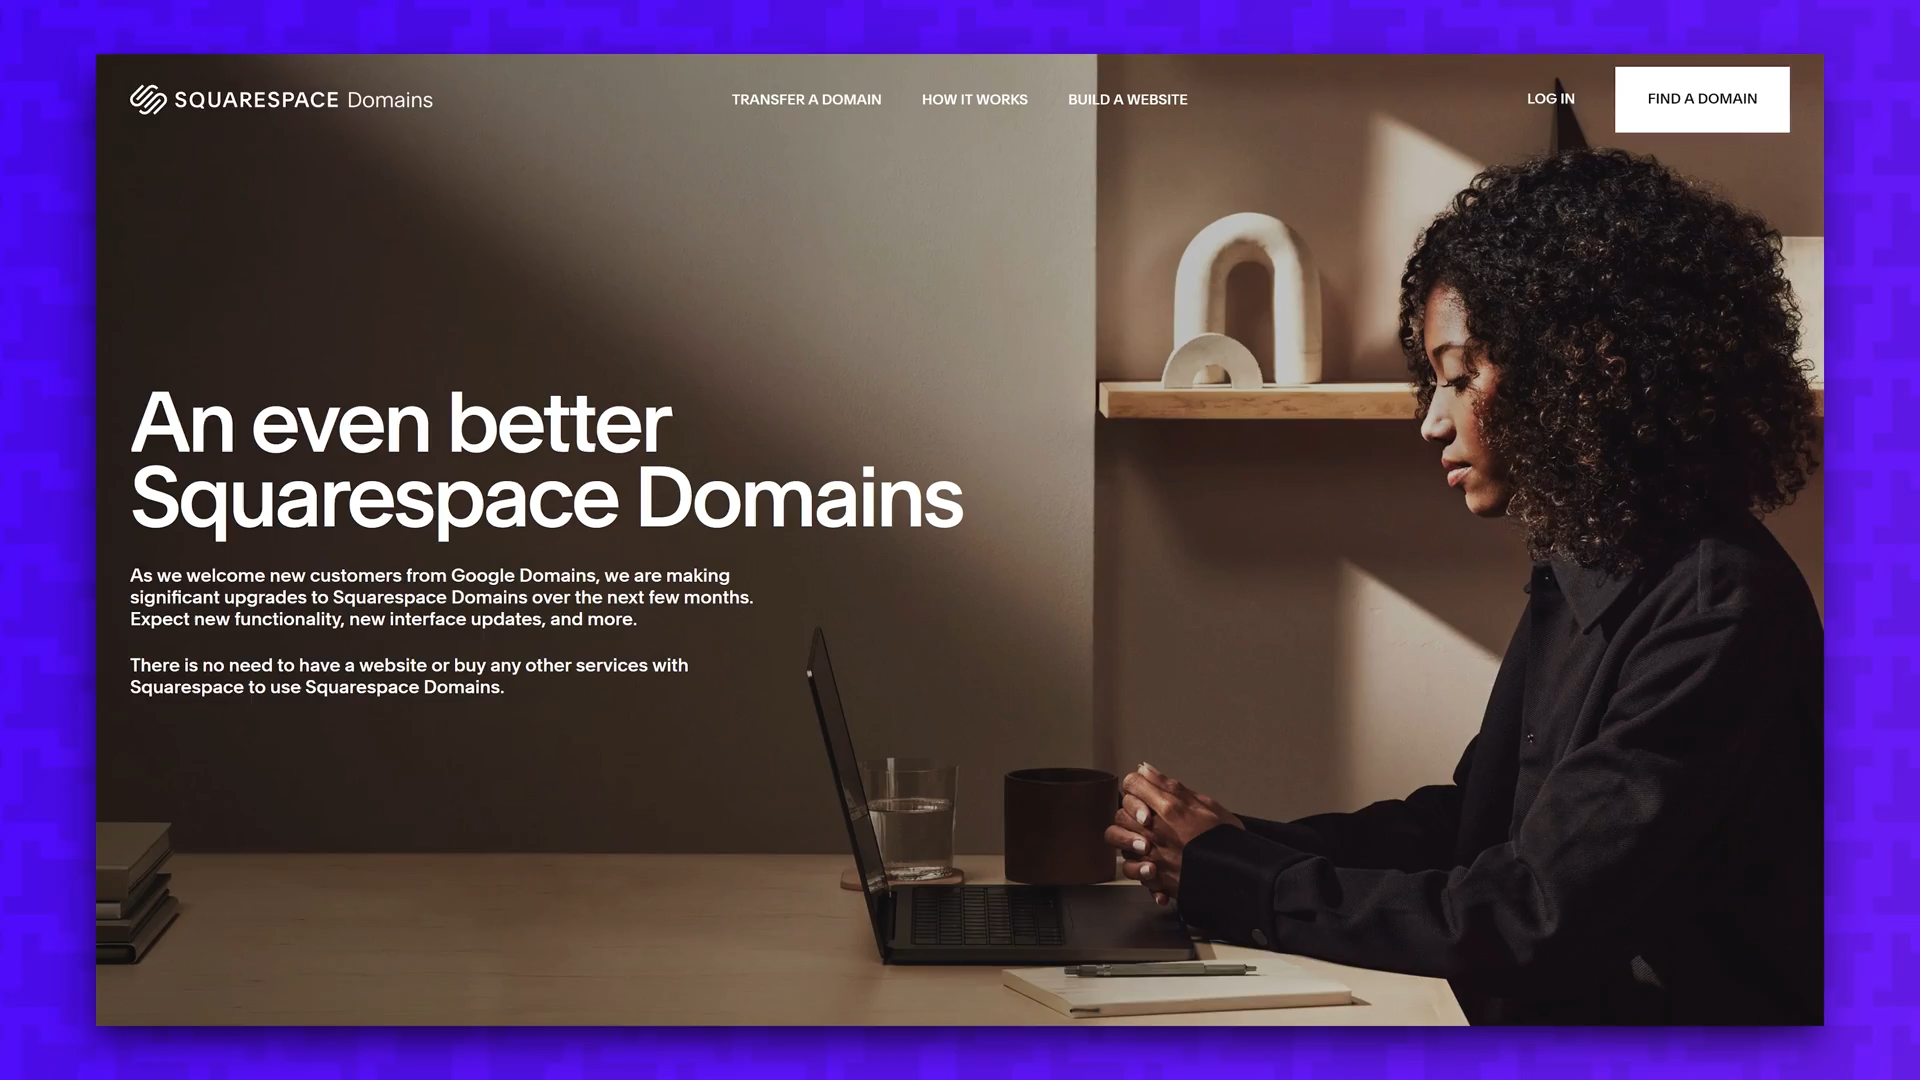 SQUARESPACE Domains
TRANSFER A DOMAIN
HOW IT WORKS
BUILD A WEBSITE
LOG IN
FIND A DOMAIN
An even better
Squarespace Domains
As we welcome new customers from Google Domains, we are making
significant upgrades to Squarespace Domains over the next few months.
Expect new functionality, new interface updates, and more.
There is no need to have a website or buy any other services with
Squarespace to use Squarespace Domains.